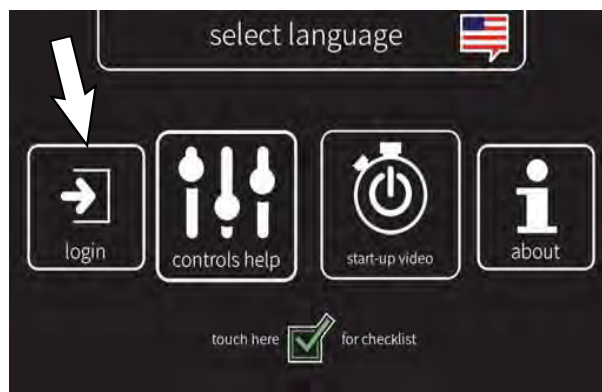 select language
login
controls help
start-up video
about
touch here for checklist